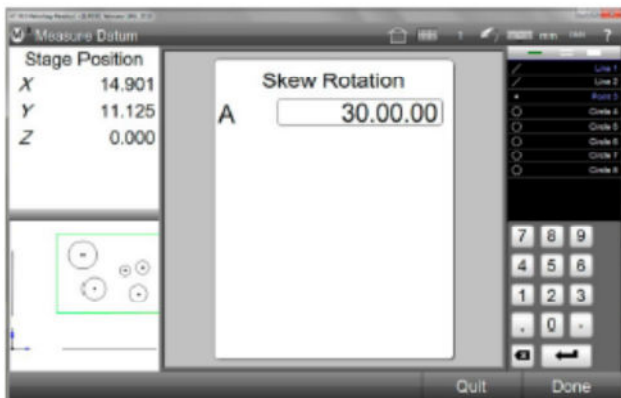 Measure Datum
1
mm
?
Stage Position
X 14.901
Y 11.125
Z 0.000
Skew Rotation
A 30.00.00
Line 1
Line 2
Point 3
Circle 4
Circle 5
Circle 6
Circle 7
Circle 8
7 8 9
4 5 6
1 2 3
. 0 -
Quit Done